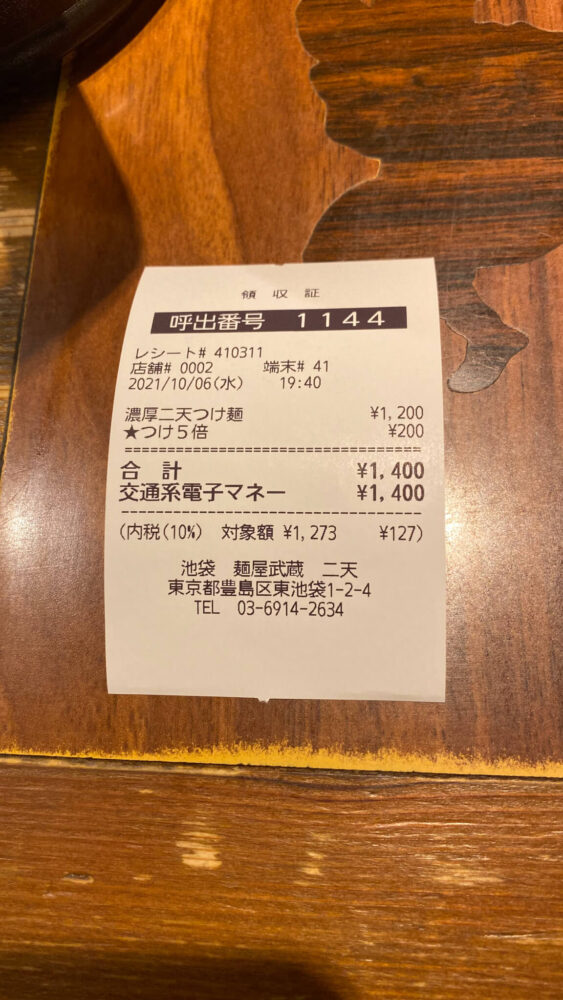 領 収 証
呼出番号 1144
レシート# 410311
店舗# 0002 端末# 41
2021/10/06(水) 19:40
濃厚二天つけ麺 ¥1,200
★つけ5倍 ¥200
合 計 ¥1,400
交通系電子マネー ¥1,400
(内税(10%) 対象額 ¥1,273 ¥127)
池袋 麺屋武蔵 二天
東京都豊島区東池袋1-2-4
TEL 03-6914-2634